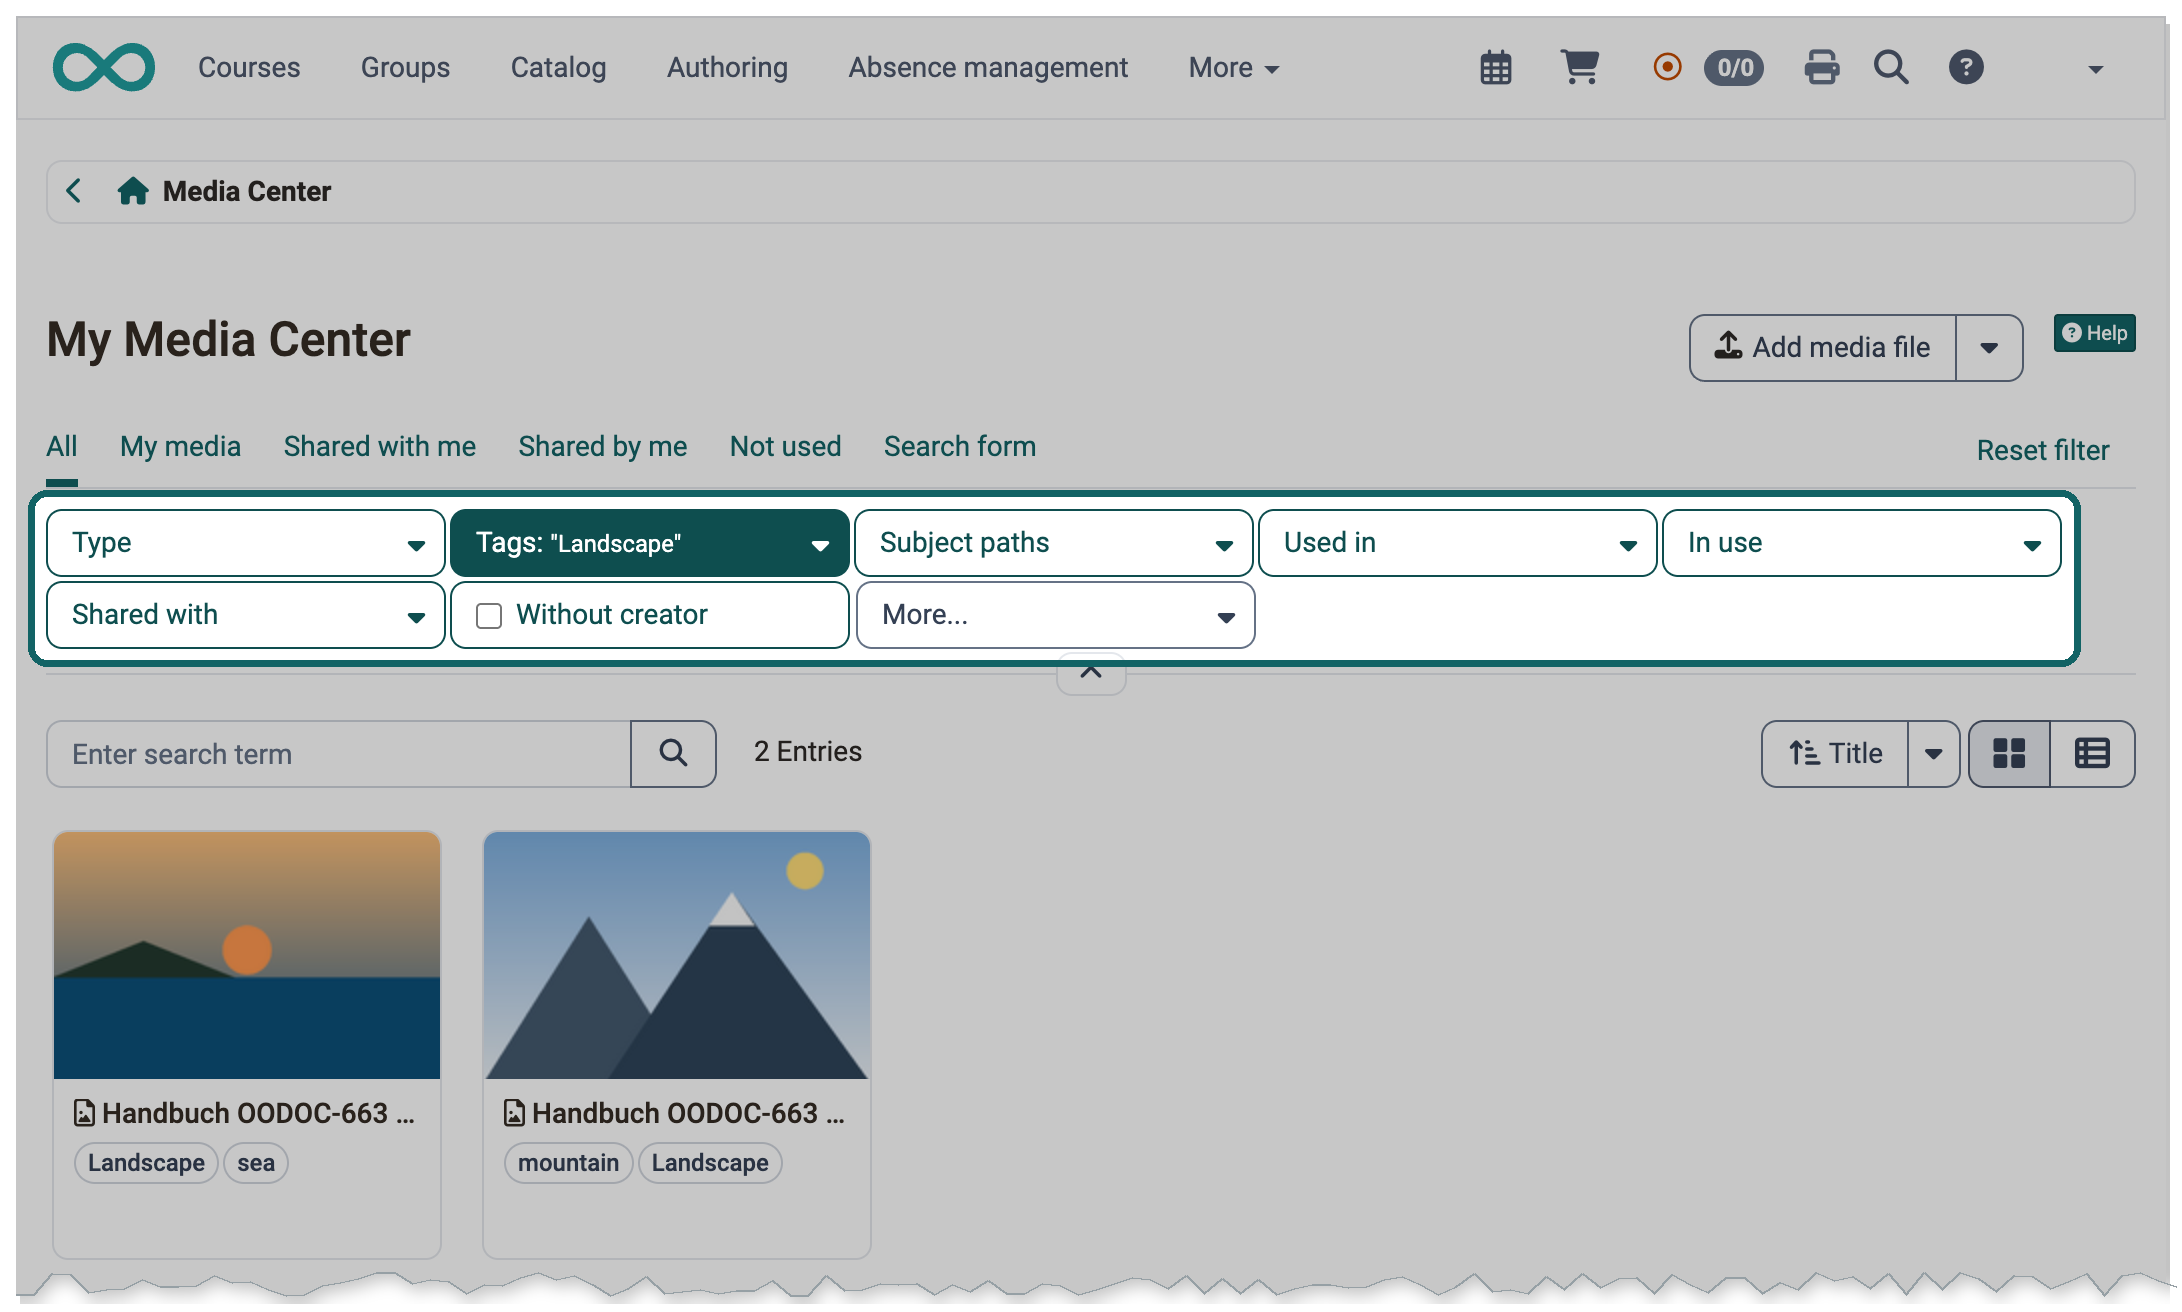 Courses Groups Catalog Authoring Absence management More 0/0 ?
Media Center
My Media Center
Add media file
? Help
All My media Shared with me Shared by me Not used Search form Reset filter
Type Tags: "Landscape" Subject paths Used in In use
Shared with Without creator More...
Enter search term 2 Entries Title
Handbuch OODOC-663 ... Handbuch OODOC-663 ...
Landscape sea mountain Landscape